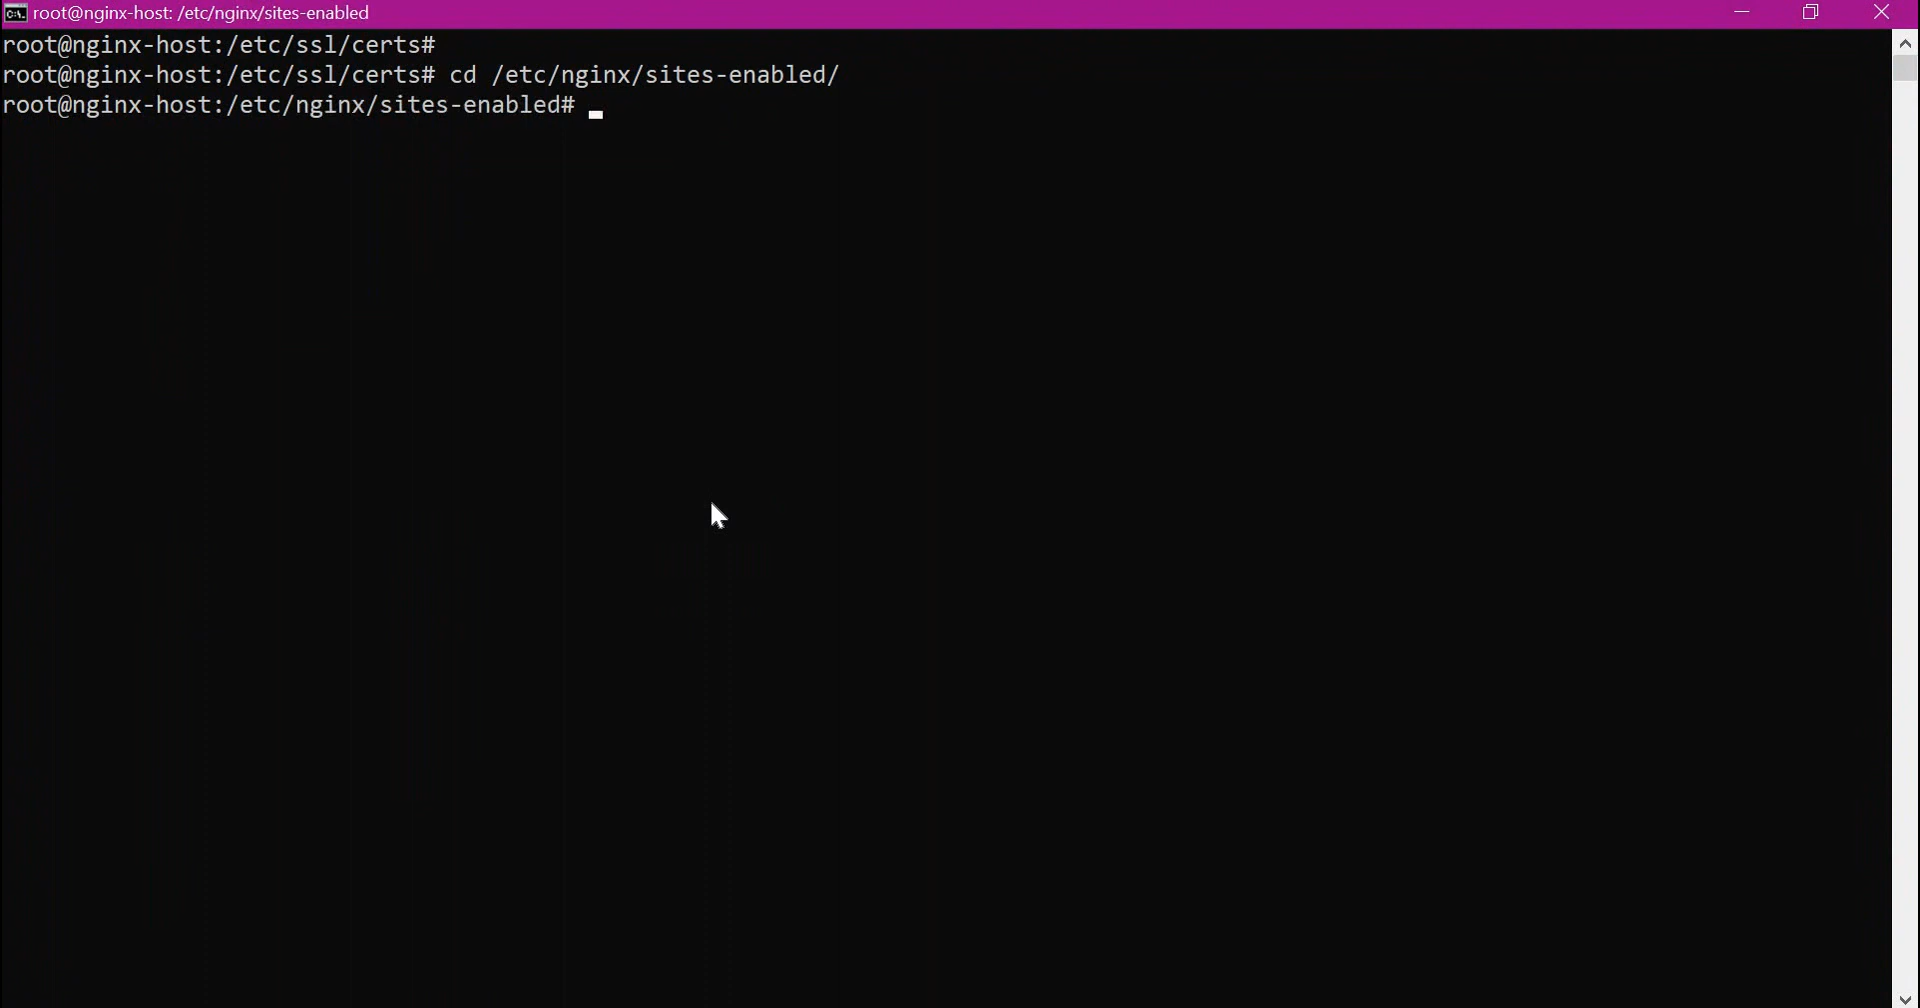 root@nginx-host: /etc/nginx/sites-enabled
root@nginx-host:/etc/ssl/certs#
root@nginx-host:/etc/ssl/certs# cd /etc/nginx/sites-enabled/
root@nginx-host:/etc/nginx/sites-enabled#